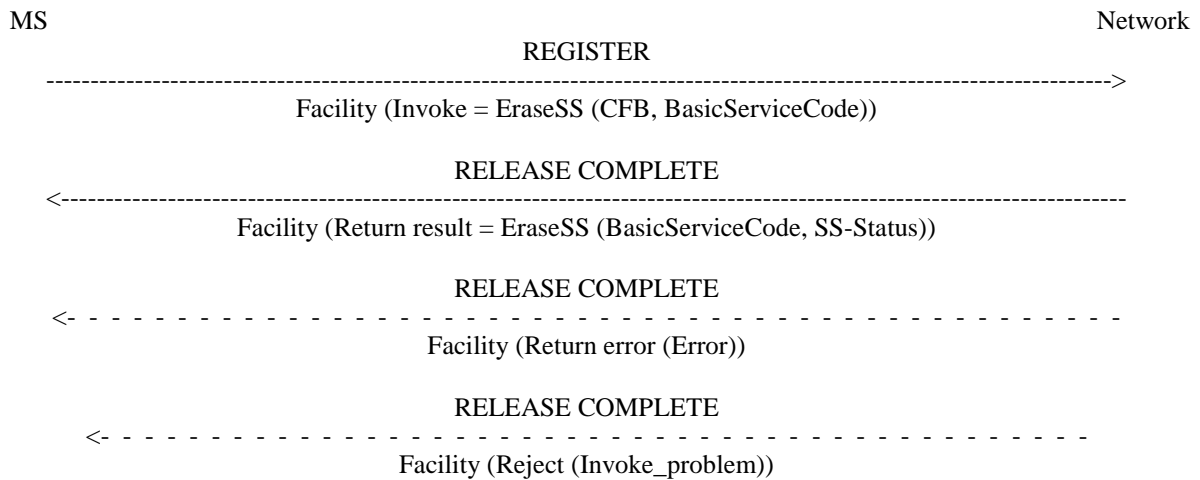 MS Network
REGISTER
Facility (Invoke = EraseSS (CFB, BasicServiceCode))
RELEASE COMPLETE
Facility (Return result = EraseSS (BasicServiceCode, SS-Status))
RELEASE COMPLETE
Facility (Return error (Error))
RELEASE COMPLETE
Facility (Reject (Invoke_problem))